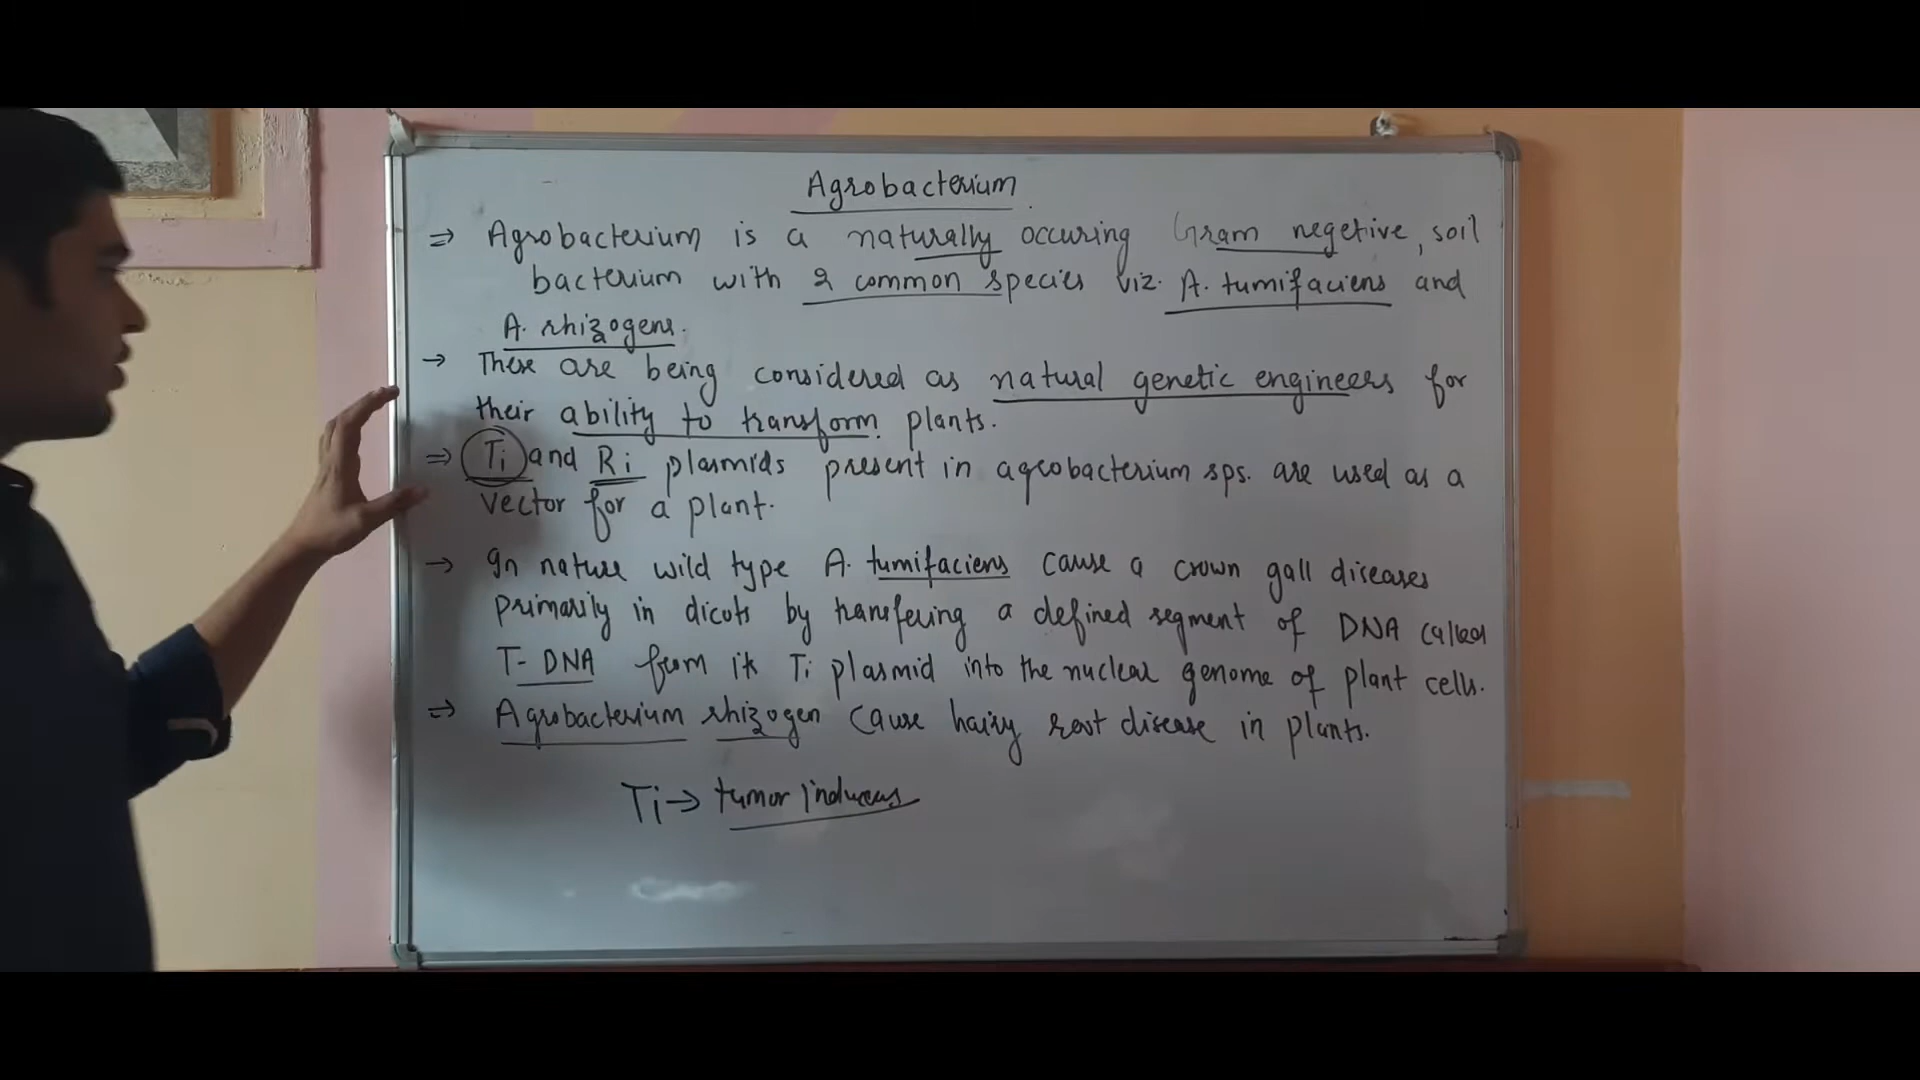 Agrobacterium
⇒ Agrobacterium is a naturally occuring Gram negetive, soil
bacterium with 2 common species viz. A. tumifaciens and
A. rhizogens.
→ These are being considered as natural genetic engineers for
their ability to transform plants.
⇒ Ti and Ri plasmids present in agrobacterium sps. are used as a
vector for a plant.
→ In nature wild type A. tumifaciens cause a crown gall diseases
primarily in dicots by transfering a defined segment of DNA called
T-DNA from its Ti plasmid into the nuclear genome of plant cells.
⇒ Agrobacterium rhizogen cause hairy root disease in plants.
Ti → tumor